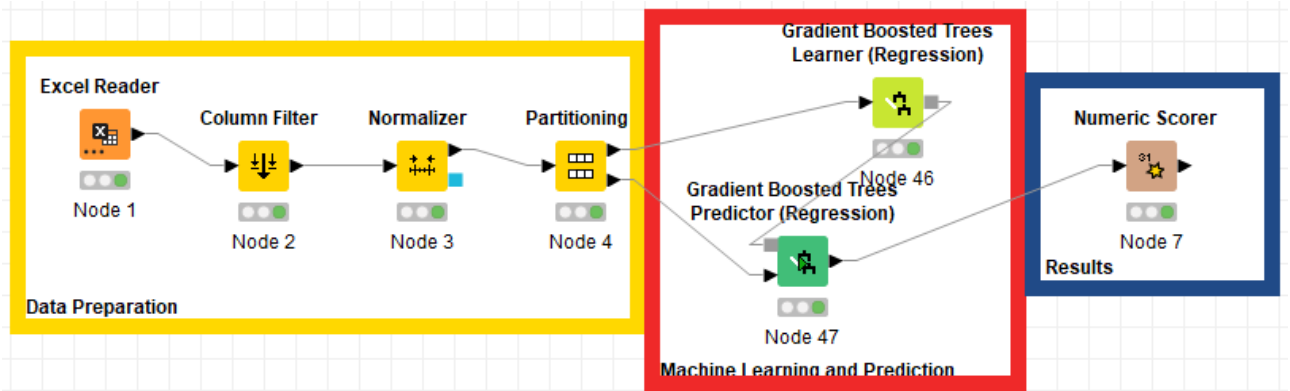 Excel Reader
Node 1
Column Filter
Node 2
Normalizer
Node 3
Partitioning
Node 4
Data Preparation
Gradient Boosted Trees
Learner (Regression)
Node 46
Gradient Boosted Trees
Predictor (Regression)
Node 47
Machine Learning and Prediction
Numeric Scorer
31
Node 7
Results